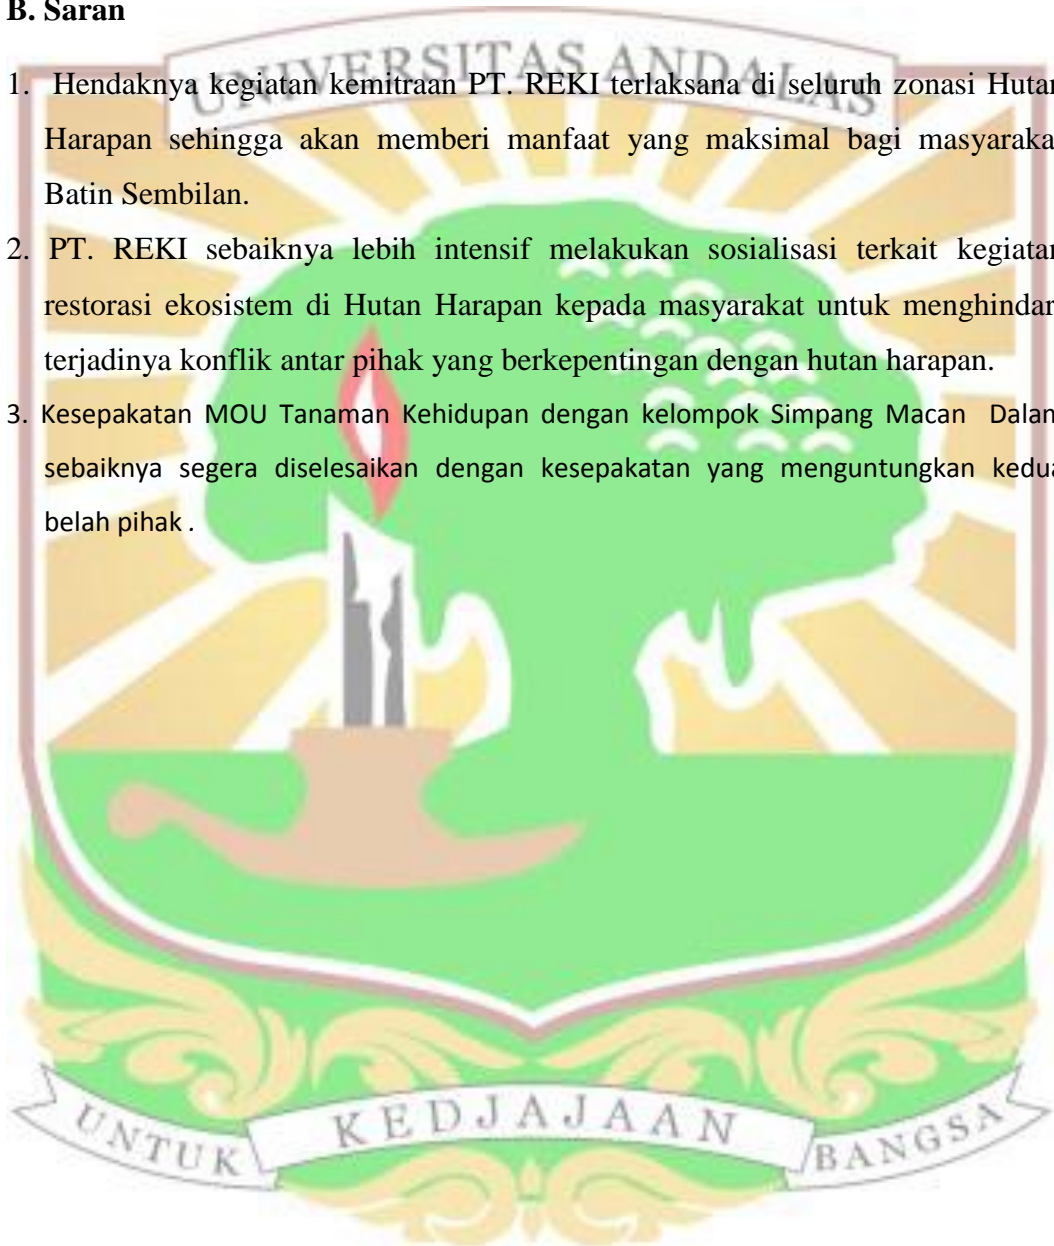 B. Saran
UNIVERSITAS ANDALAS
1. Hendaknya kegiatan kemitraan PT. REKI terlaksana di seluruh zonasi Hutan
Harapan sehingga akan memberi manfaat yang maksimal bagi masyaraka
Batin Sembilan.
2. PT. REKI sebaiknya lebih intensif melakukan sosialisasi terkait kegiatan
restorasi ekosistem di Hutan Harapan kepada masyarakat untuk menghindar
terjadinya konflik antar pihak yang berkepentingan dengan hutan harapan.
3. Kesepakatan MOU Tanaman Kehidupan dengan kelompok Simpang Macan Dalam
sebaiknya segera diselesaikan dengan kesepakatan yang menguntungkan kedua
belah pihak .
UNTUK KEDJAJAAN BANGSA